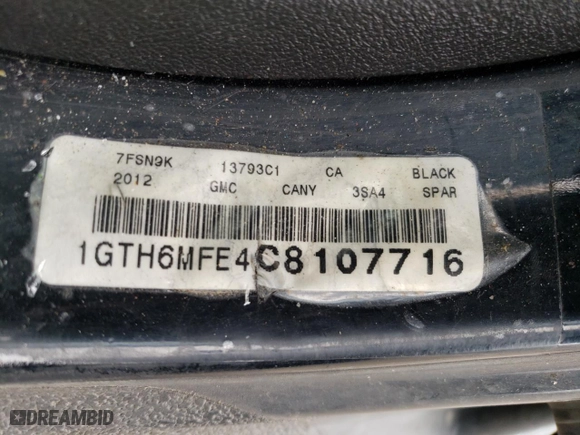 7FSN9K 13793C1 CA BLACK
2012 GMC CANY 3SA4 SPAR
1GTH6MFE4C8107716
DREAMBID